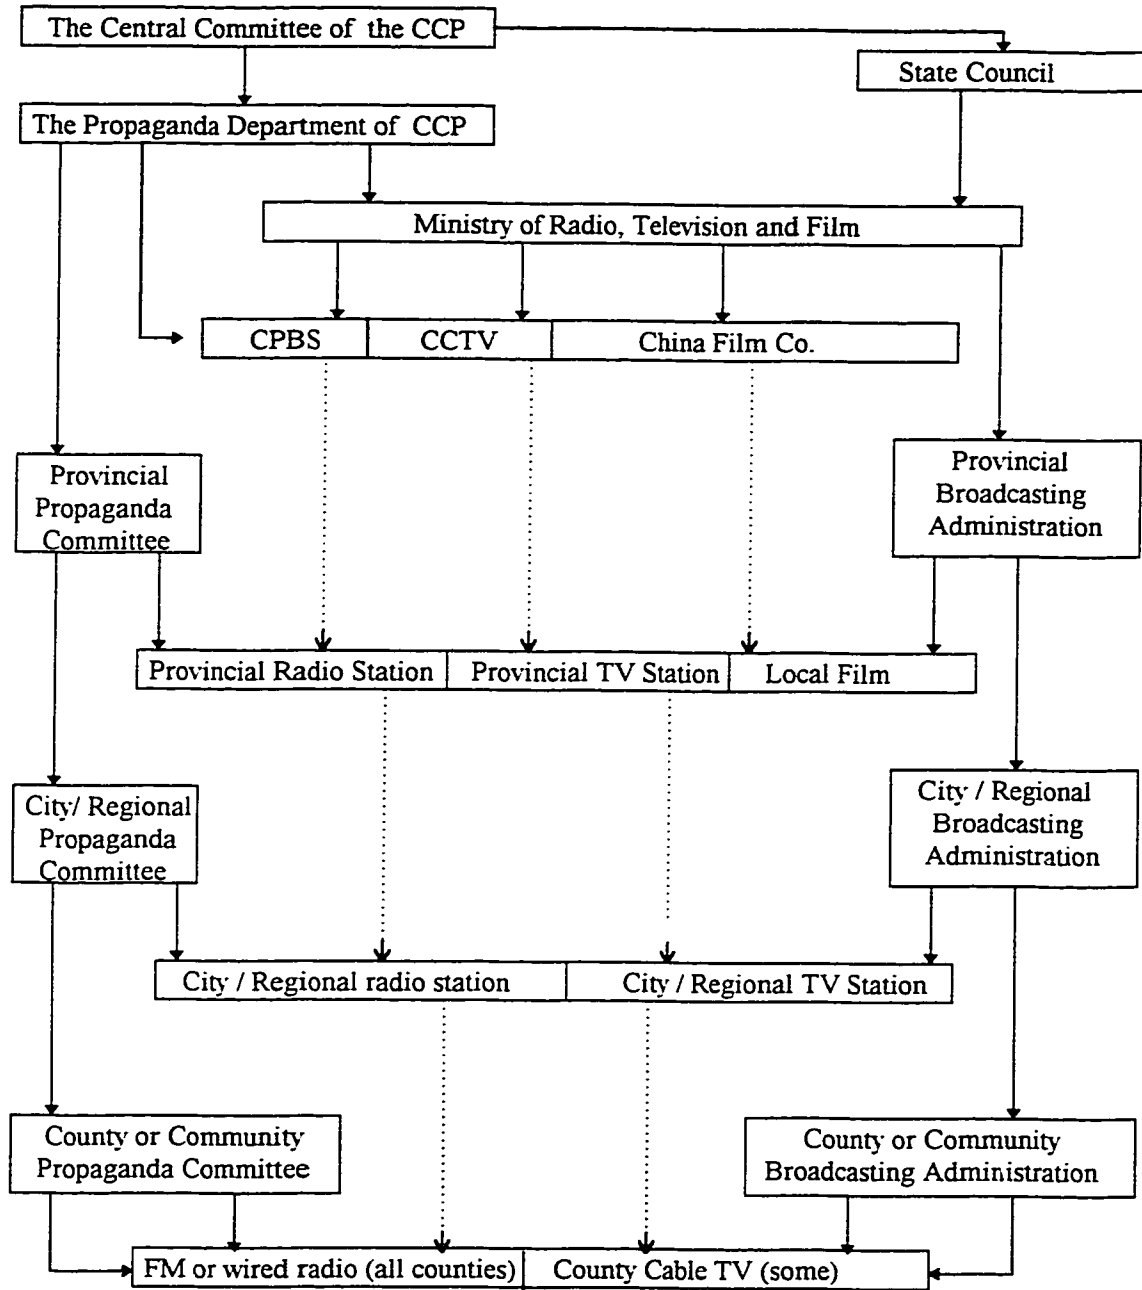 The Central Committee of the CCP
State Council
The Propaganda Department of CCP
Ministry of Radio, Television and Film
CPBS
CCTV
China Film Co.
Provincial
Propaganda
Committee
Provincial
Broadcasting
Administration
Provincial Radio Station
Provincial TV Station
Local Film
City/ Regional
Propaganda
Committee
City / Regional
Broadcasting
Administration
City / Regional radio station
City / Regional TV Station
County or Community
Propaganda Committee
County or Community
Broadcasting Administration
FM or wired radio (all counties)
County Cable TV (some)